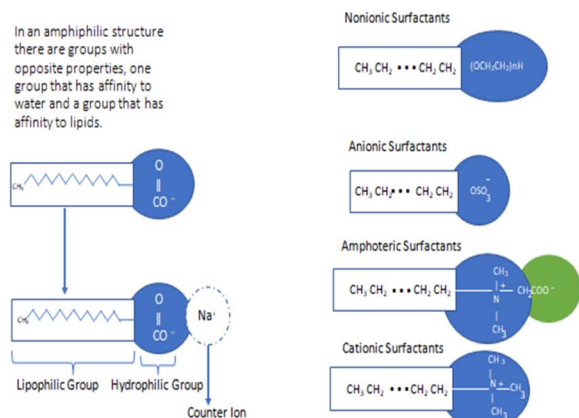 In an amphiphilic structure
there are groups with
opposite properties, one
group that has affinity to
water and a group that has
affinity to lipids.
CH₃
O
||
CO⁻
CH₃
O
||
CO⁻
Na⁺
Lipophilic Group
Hydrophilic Group
Counter Ion
Nonionic Surfactants
CH₃ CH₂ ••• CH₂ CH₂
(OCH₂CH₂)nH
Anionic Surfactants
CH₃ CH₂••• CH₂ CH₂
OSO₃⁻
Amphoteric Surfactants
CH₃ CH₂ •••CH₂ CH₂
CH₃
N⁺
CH₂COO⁻
CH₃
Cationic Surfactants
CH₃ CH₂ •••CH₂ CH₂
CH₃
N⁺
CH₃
CH₃